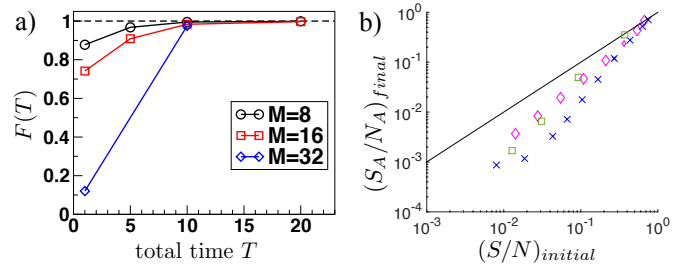 a)
F(T)
1
0.8
0.6
0.4
0.2
0
0 5 10 15 20
total time T
M=8
M=16
M=32
b)
(S_A/N_A)_{final}
10^0
10^{-1}
10^{-2}
10^{-3}
10^{-4}
10^{-3} 10^{-2} 10^{-1} 10^0
(S/N)_{initial}